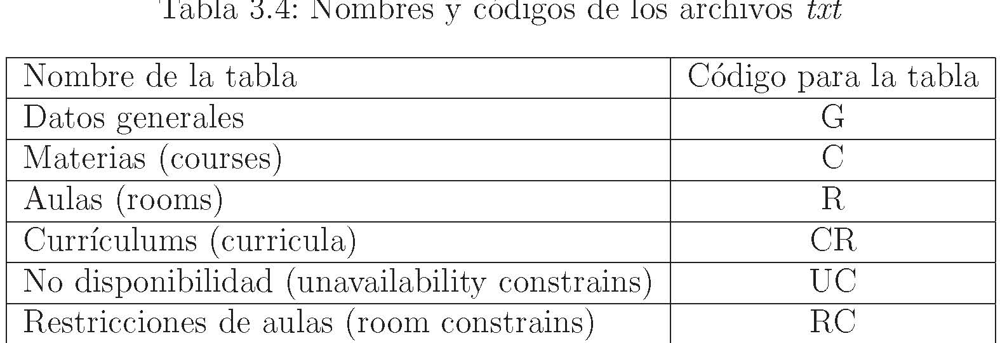 Tabla 3.4: Nombres y códigos de los archivos txt
Nombre de la tabla Código para la tabla
Datos generales G
Materias (courses) C
Aulas (rooms) R
Currículums (curricula) CR
No disponibilidad (unavailability constrains) UC
Restricciones de aulas (room constrains) RC